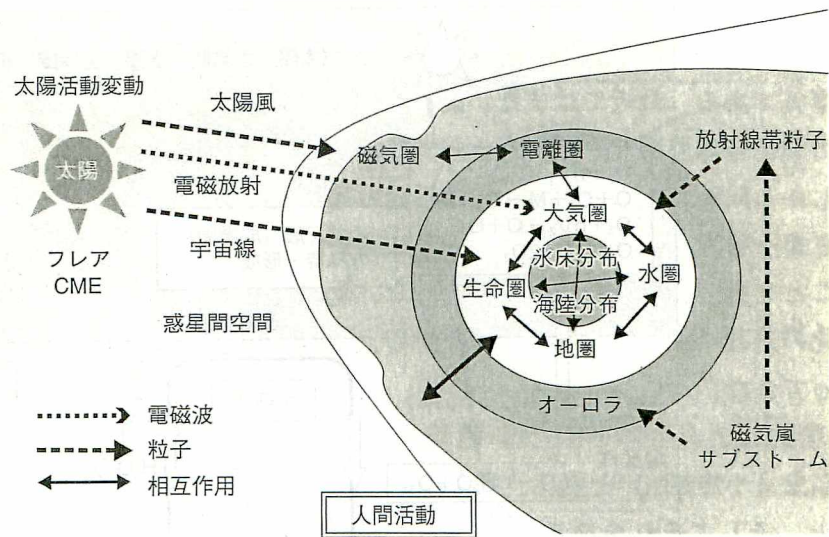 太陽活動変動
太陽
フレア
CME
太陽風
電磁放射
宇宙線
惑星間空間
磁気圏
電離圏
大気圏
氷床分布
生命圏
水圏
海陸分布
地圏
オーロラ
放射線帯粒子
磁気嵐
サブストーム
電磁波
粒子
相互作用
人間活動